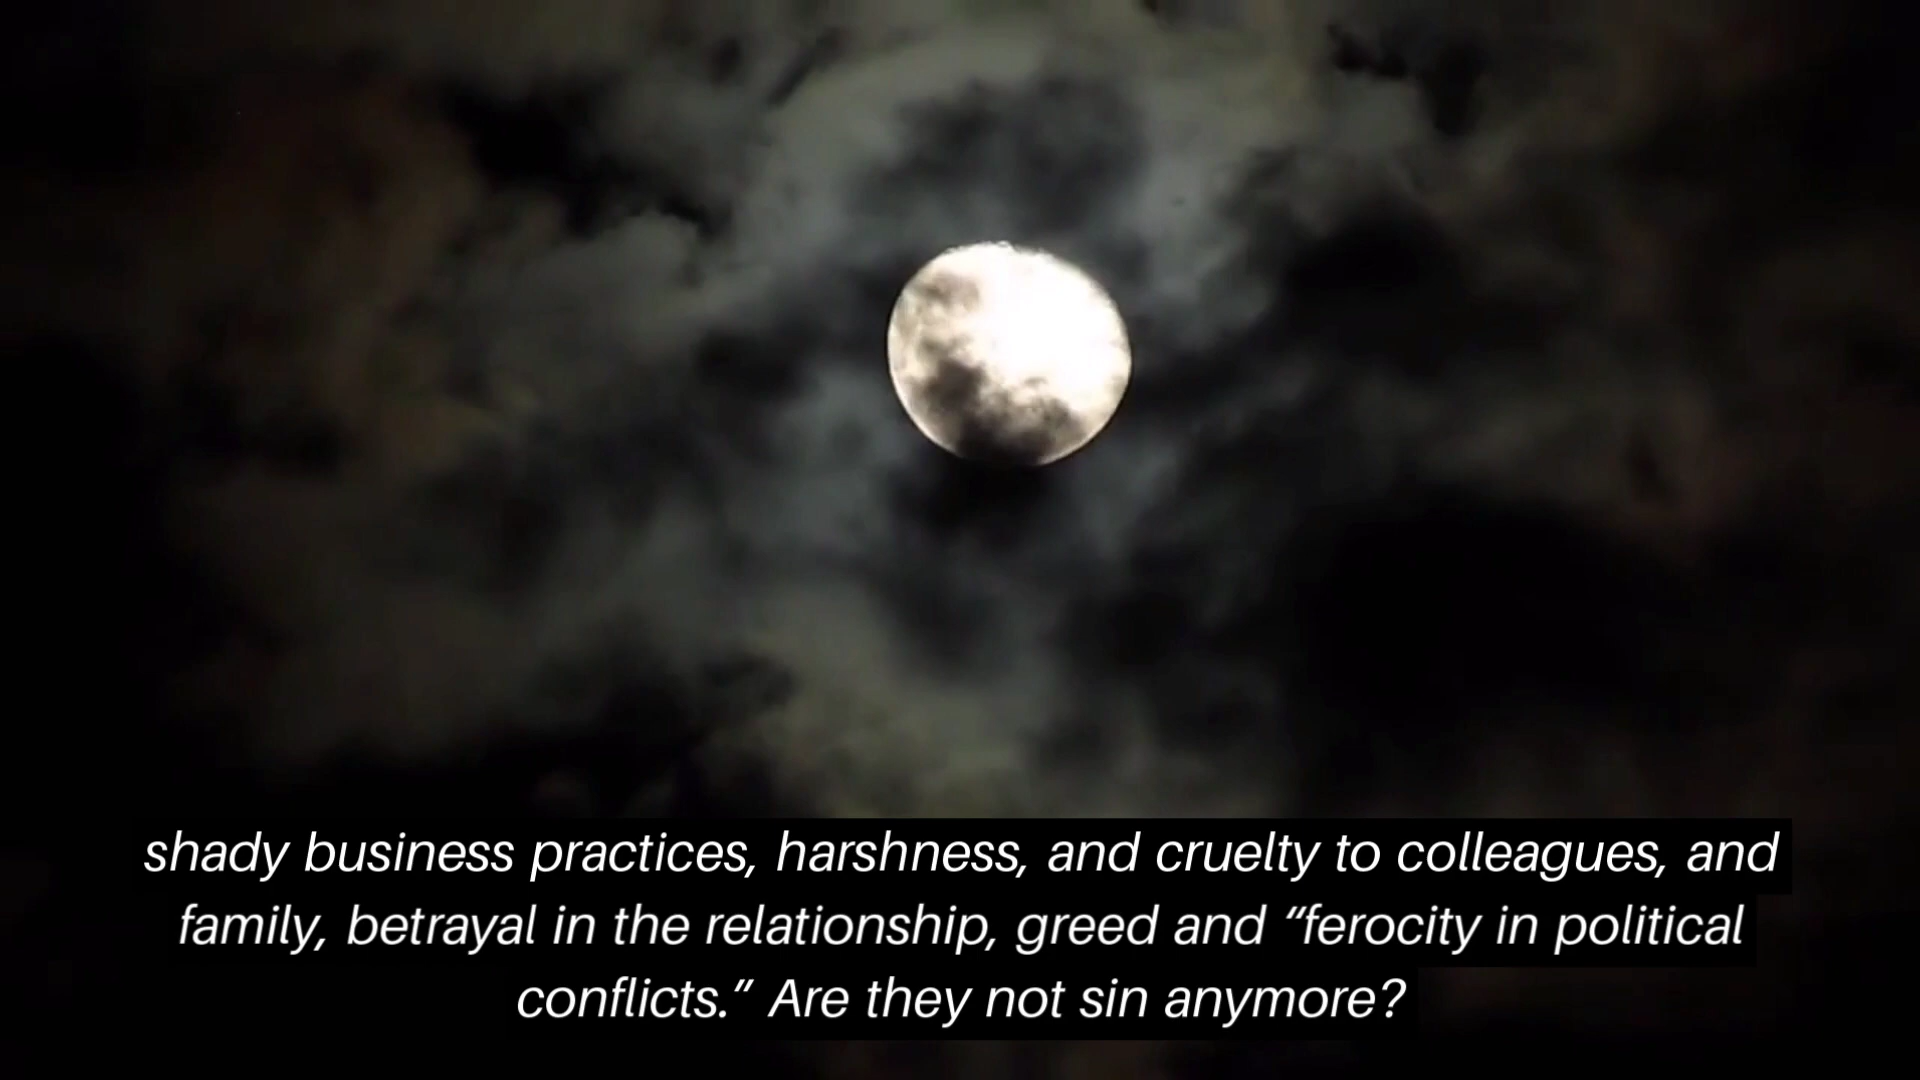 shady business practices, harshness, and cruelty to colleagues, and
family, betrayal in the relationship, greed and “ferocity in political
conflicts.” Are they not sin anymore?